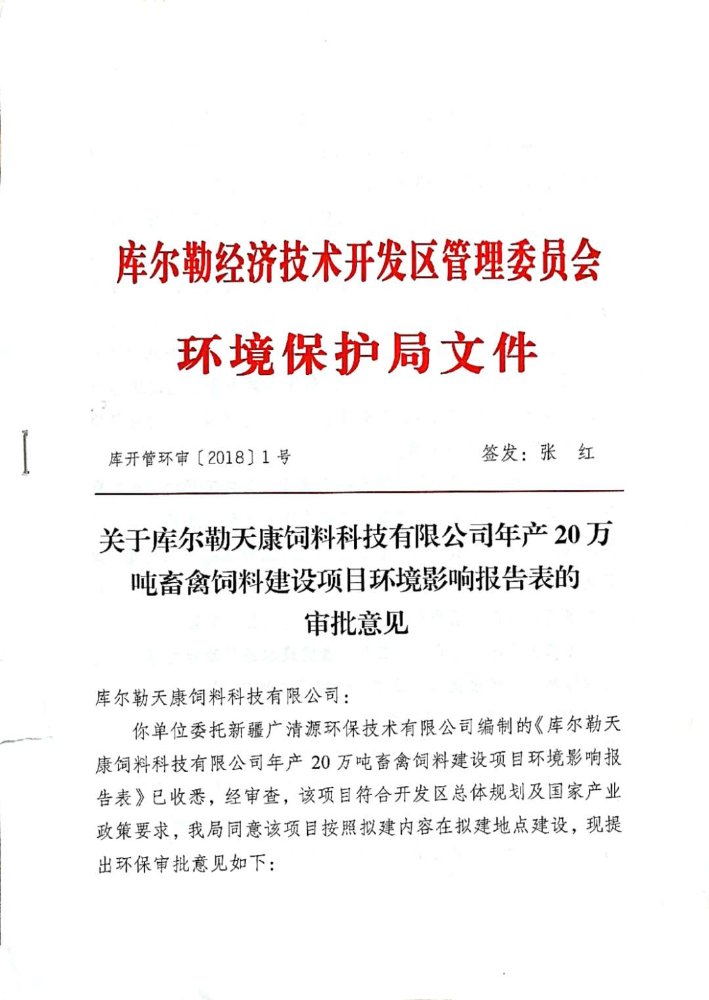 库尔勒经济技术开发区管理委员会
环境保护局文件
库开管环审〔2018〕1号 签发：张 红
关于库尔勒天康饲料科技有限公司年产20万
吨畜禽饲料建设项目环境影响报告表的
审批意见
库尔勒天康饲料科技有限公司：
你单位委托新疆广清源环保技术有限公司编制的《库尔勒天
康饲料科技有限公司年产 20 万吨畜禽饲料建设项目环境影响报
告表》已收悉，经审查，该项目符合开发区总体规划及国家产业
政策要求，我局同意该项目按照拟建内容在拟建地点建设，现提
出环保审批意见如下：